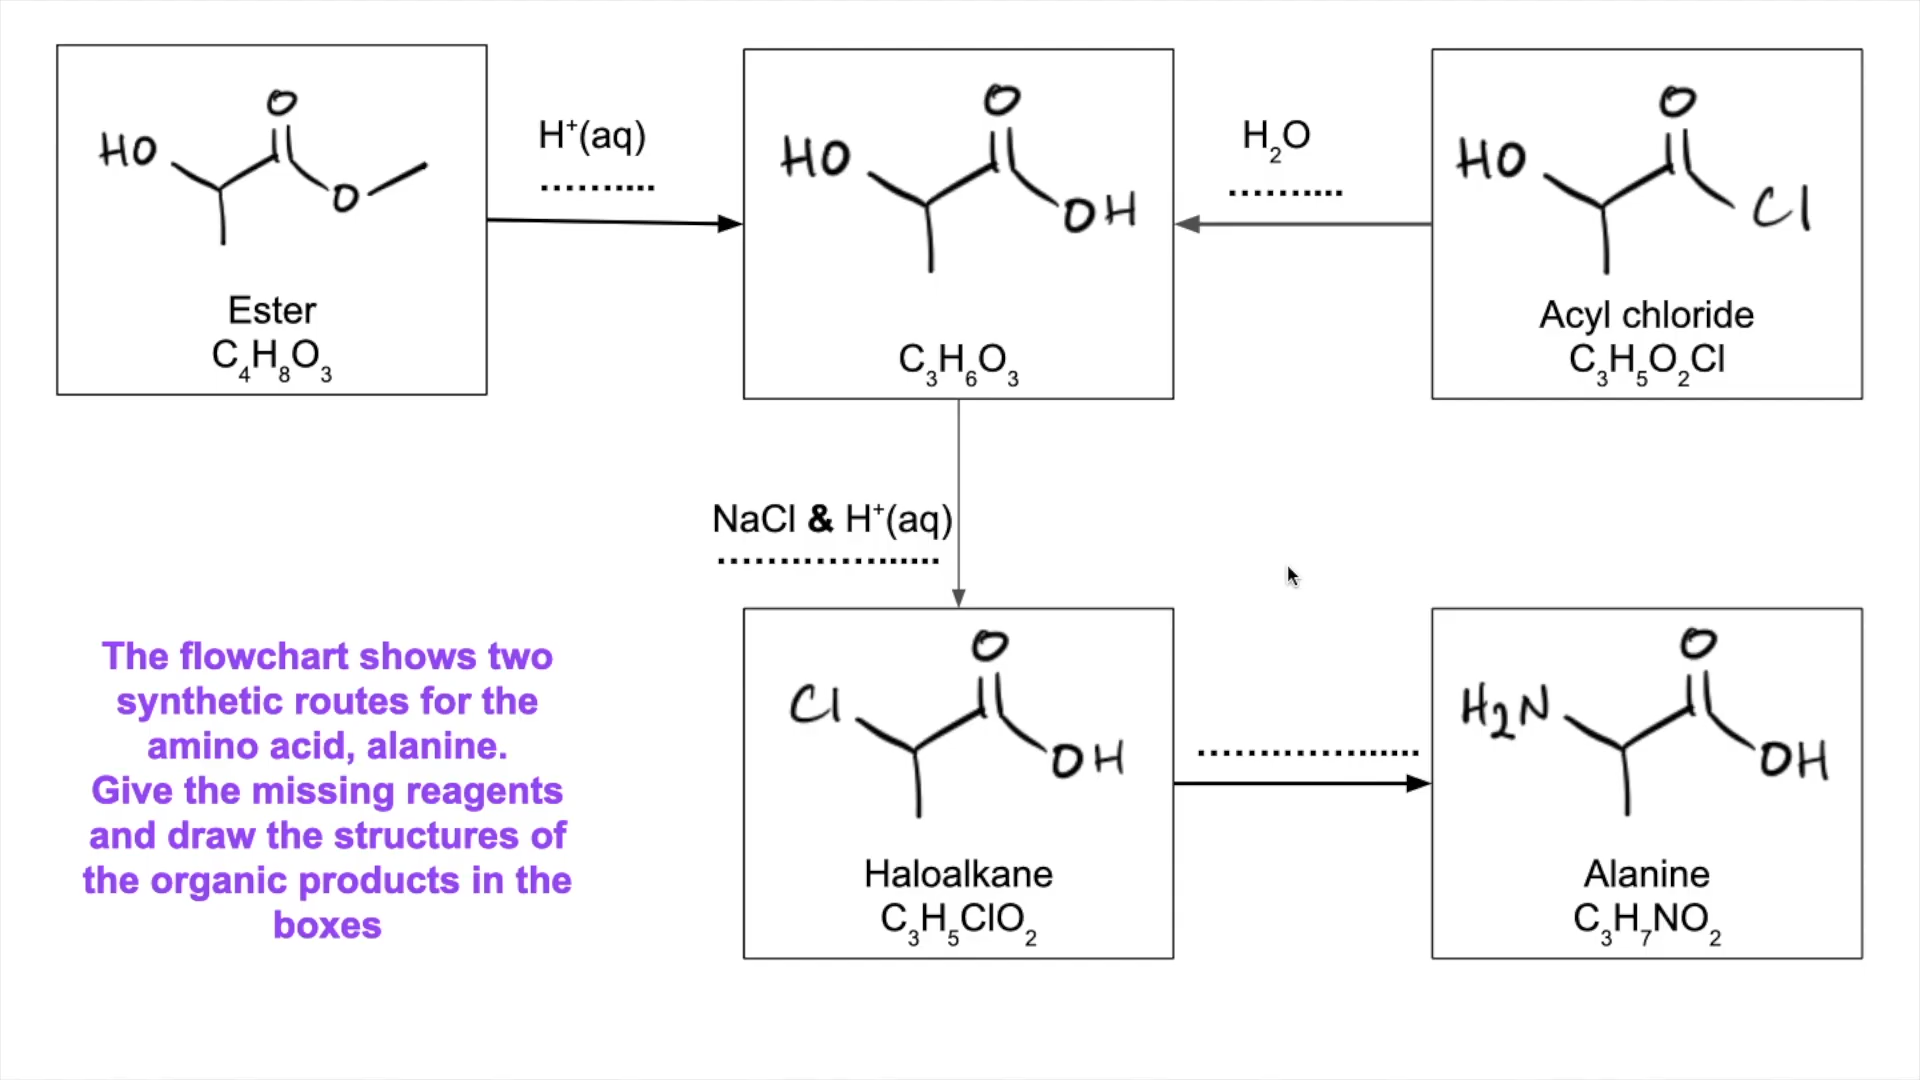 O
HO
O
Ester
C₄H₈O₃
H⁺(aq)
..........
O
HO
OH
C₃H₆O₃
H₂O
..........
O
HO
Cl
Acyl chloride
C₃H₅O₂Cl
NaCl & H⁺(aq)
...................
The flowchart shows two
synthetic routes for the
amino acid, alanine.
Give the missing reagents
and draw the structures of
the organic products in the
boxes
O
Cl
OH
Haloalkane
C₃H₅ClO₂
...................
O
H₂N
OH
Alanine
C₃H₇NO₂